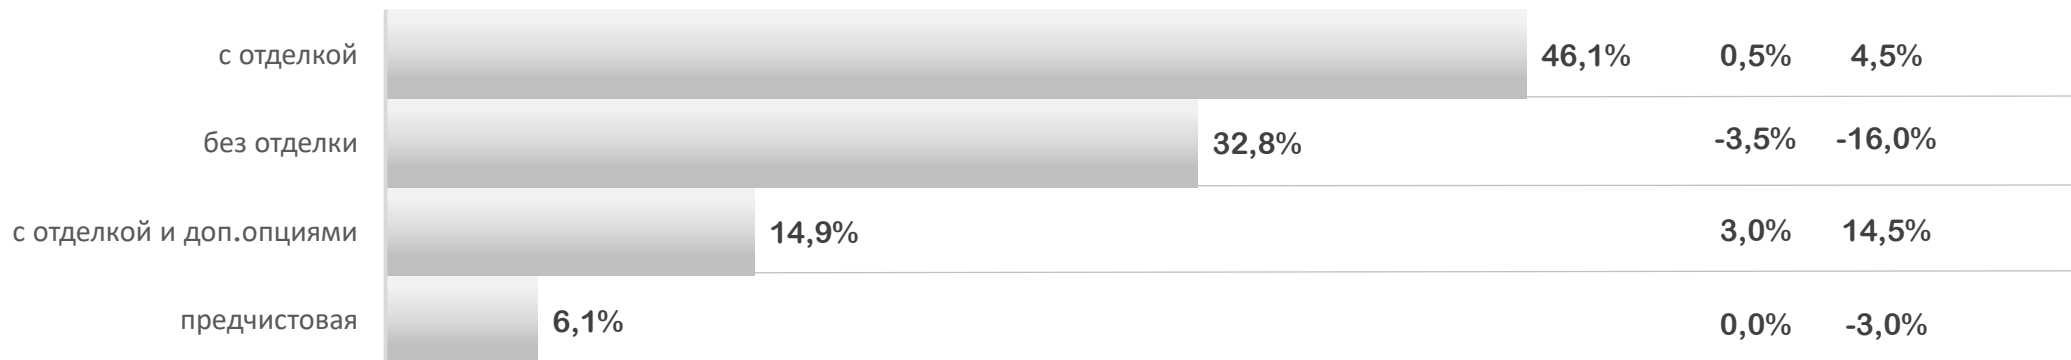 с отделкой 46,1% 0,5% 4,5%
без отделки 32,8% -3,5% -16,0%
с отделкой и доп.опциями 14,9% 3,0% 14,5%
предчистовая 6,1% 0,0% -3,0%